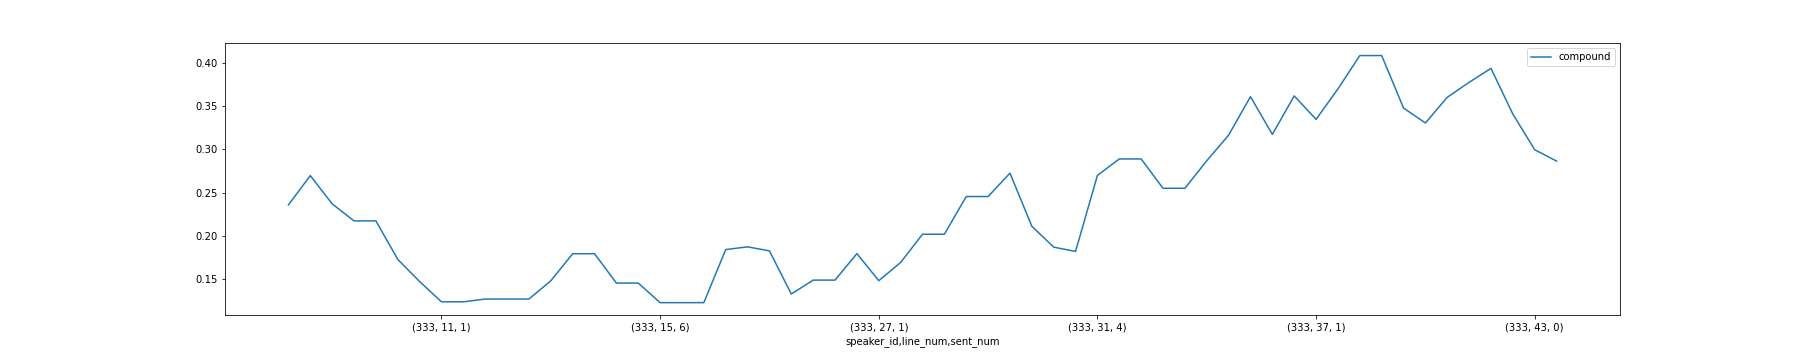 compound
0.40
0.35
0.30
0.25
0.20
0.15
(333, 11, 1) (333, 15, 6) (333, 27, 1) (333, 31, 4) (333, 37, 1) (333, 43, 0)
speaker_id,line_num,sent_num